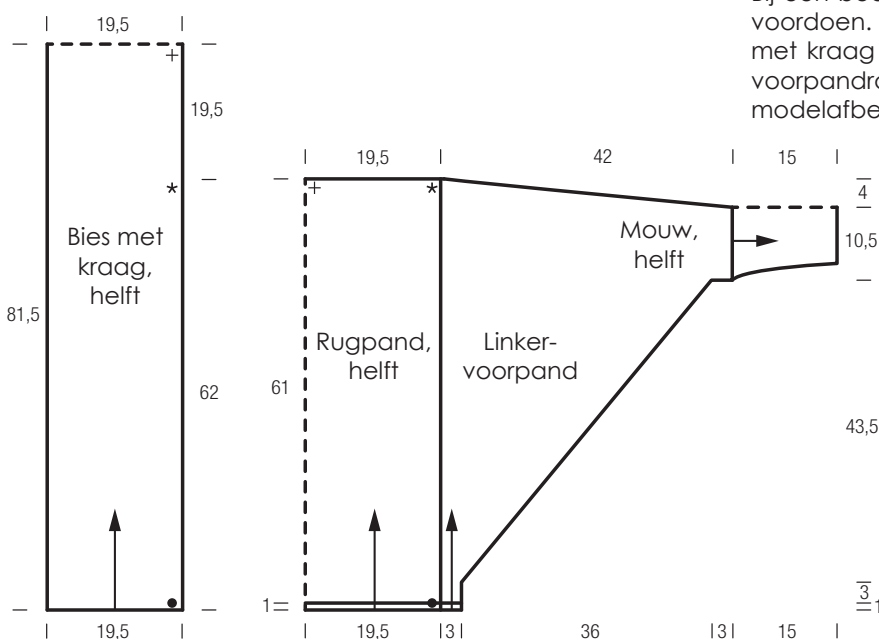 voordoen.
met kraag
modelafbe
19,5
+
19,5
*
Bies met
kraag,
helft
81,5
62
19,5
19,5
42
15
+
*
4
Mouw,
helft
10,5
Rugpand,
helft
Linker-
voorpand
61
43,5
3
1
1
19,5
3
36
3
15